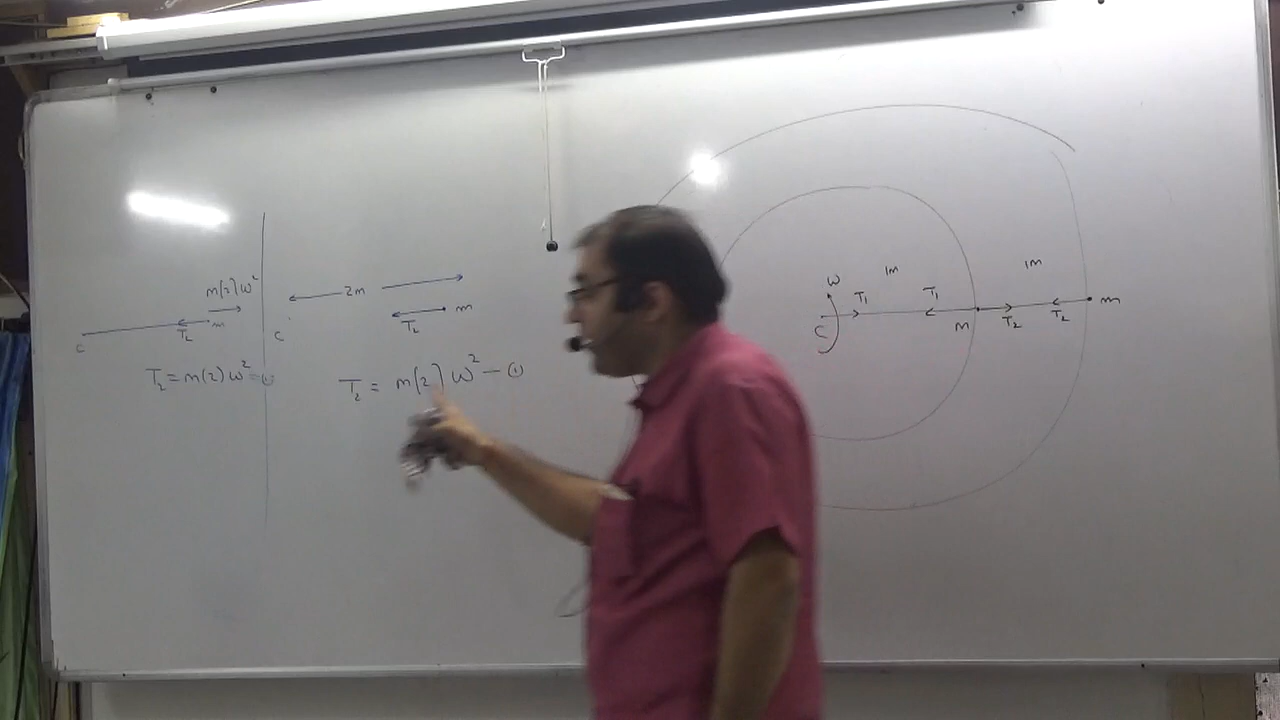 m(2)ω²
T₂ m
C
T₂ = m(2)ω² = ①
2m
C
T₂ m
T₂ = m(2)ω² — ①
1m 1m
ω
T₁ T₁
C m T₂ T₂ m